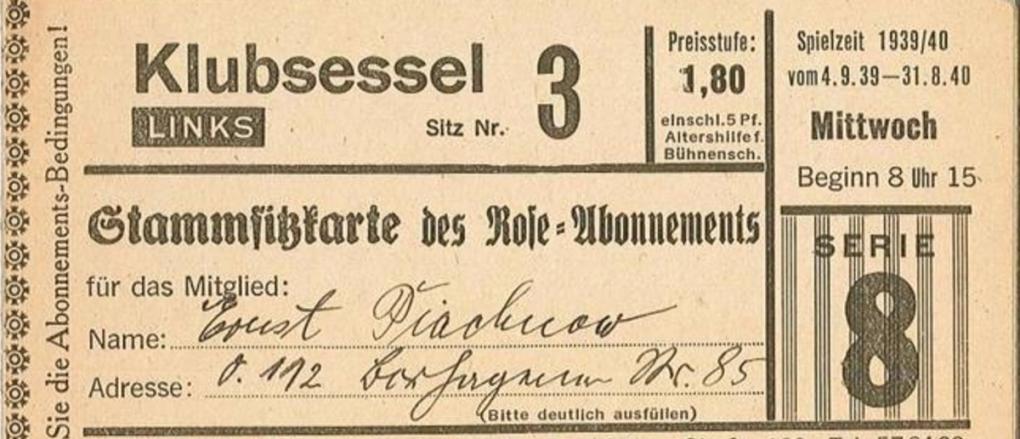 Sie die Abonnements-Bedingungen!
Klubsessel
LINKS
Sitz Nr. 3
Preisstufe:
1,80
einschl. 5 Pf.
Altershilfe f.
Bühnensch.
Spielzeit 1939/40
vom 4.9.39—31.8.40
Mittwoch
Beginn 8 Uhr 15
Stammsitzkarte des Rose-Abonnements
für das Mitglied:
Name: Ernst
Adresse: O. 112 Boxhagener Str. 85
(Bitte deutlich ausfüllen)
SERIE
8